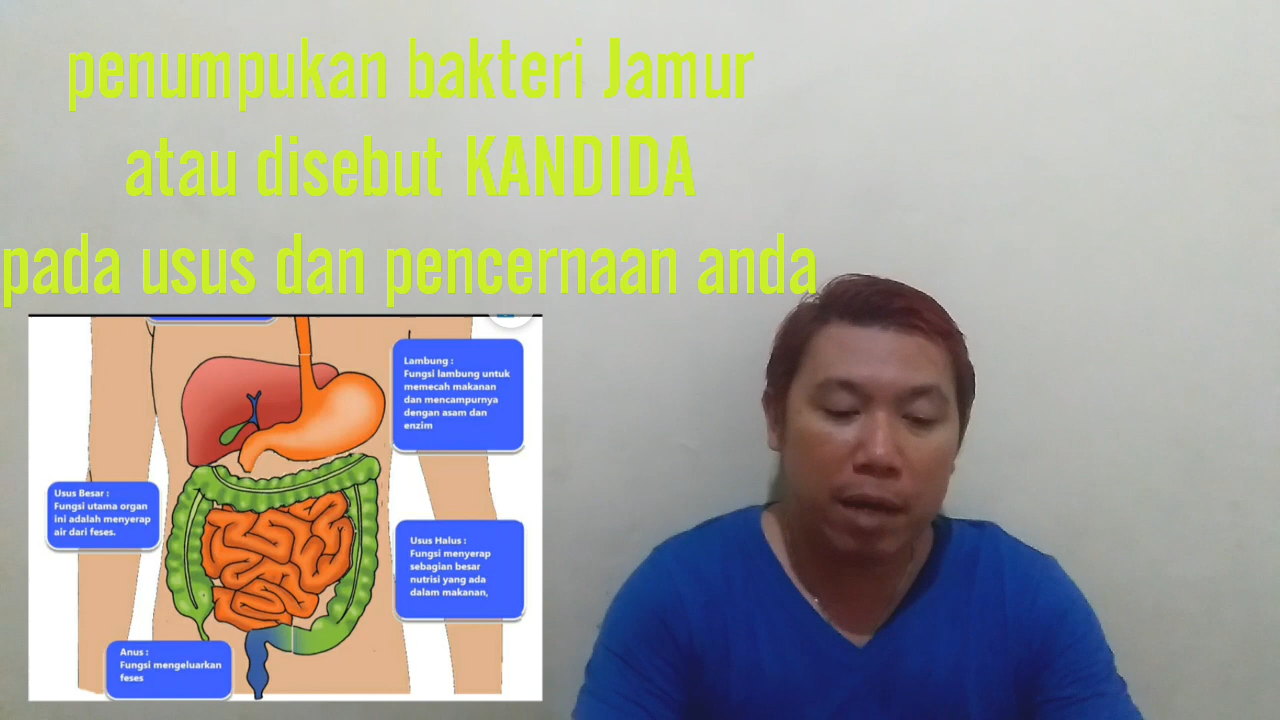 penumpukan bakteri Jamur
atau disebut KANDIDA
pada usus dan pencernaan anda
Lambung :
Fungsi lambung untuk
memecah makanan
dan mencampurnya
dengan asam dan
enzim
Usus Besar :
Fungsi utama organ
ini adalah menyerap
air dari feses.
Usus Halus :
Fungsi menyerap
sebagian besar
nutrisi yang ada
dalam makanan,
Anus :
Fungsi mengeluarkan
feses